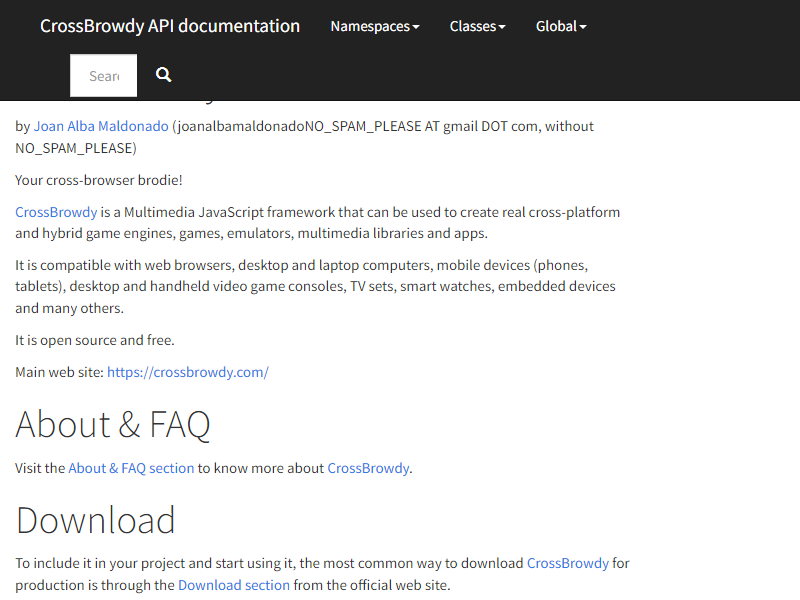 CrossBrowdy API documentation Namespaces Classes Global
Sear
by Joan Alba Maldonado (joanalbamaldonadoNO_SPAM_PLEASE AT gmail DOT com, without
NO_SPAM_PLEASE)
Your cross-browser brodie!
CrossBrowdy is a Multimedia JavaScript framework that can be used to create real cross-platform
and hybrid game engines, games, emulators, multimedia libraries and apps.
It is compatible with web browsers, desktop and laptop computers, mobile devices (phones,
tablets), desktop and handheld video game consoles, TV sets, smart watches, embedded devices
and many others.
It is open source and free.
Main web site: https://crossbrowdy.com/
About & FAQ
Visit the About & FAQ section to know more about CrossBrowdy.
Download
To include it in your project and start using it, the most common way to download CrossBrowdy for
production is through the Download section from the official web site.